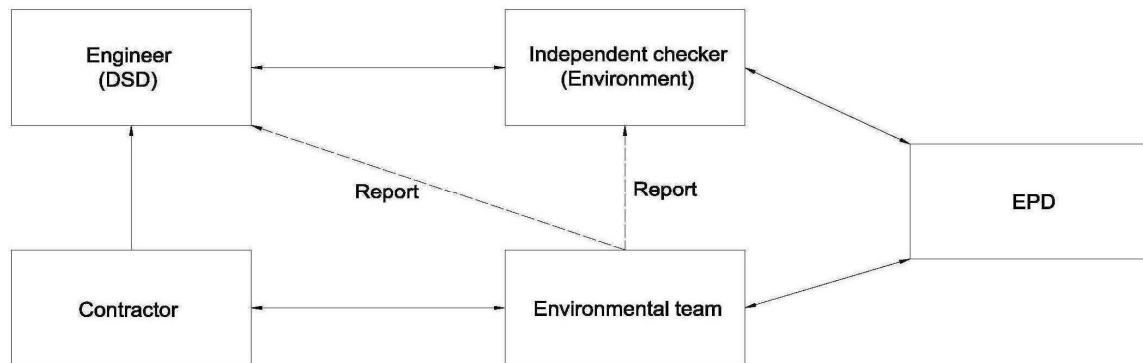 Engineer
(DSD)
Independent checker
(Environment)
Report
Report
EPD
Contractor
Environmental team